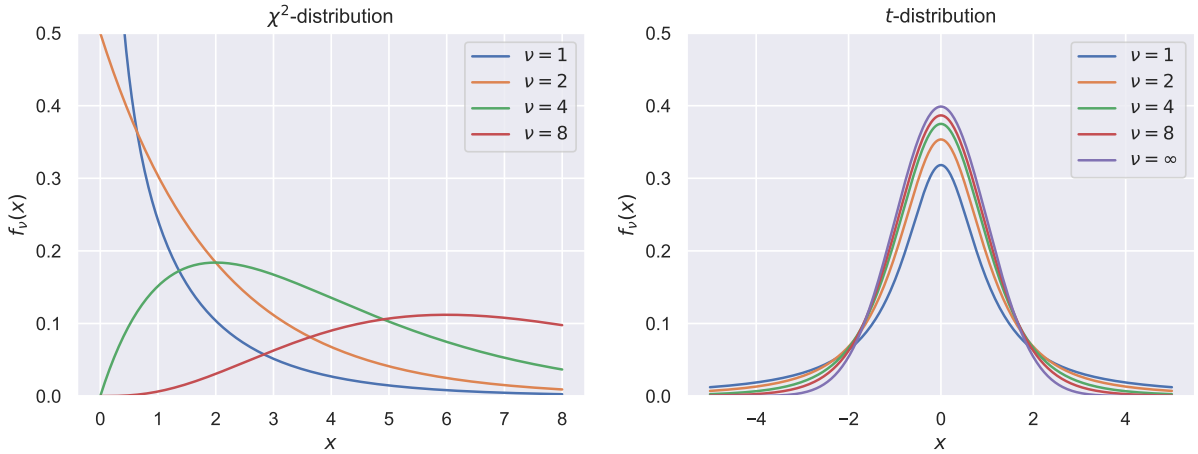 χ²-distribution
0.5
0.4
0.3
0.2
0.1
0.0
f_ν(x)
0 1 2 3 4 5 6 7 8
x
ν = 1
ν = 2
ν = 4
ν = 8
t-distribution
0.5
0.4
0.3
0.2
0.1
0.0
f_ν(x)
−4 −2 0 2 4
x
ν = 1
ν = 2
ν = 4
ν = 8
ν = ∞